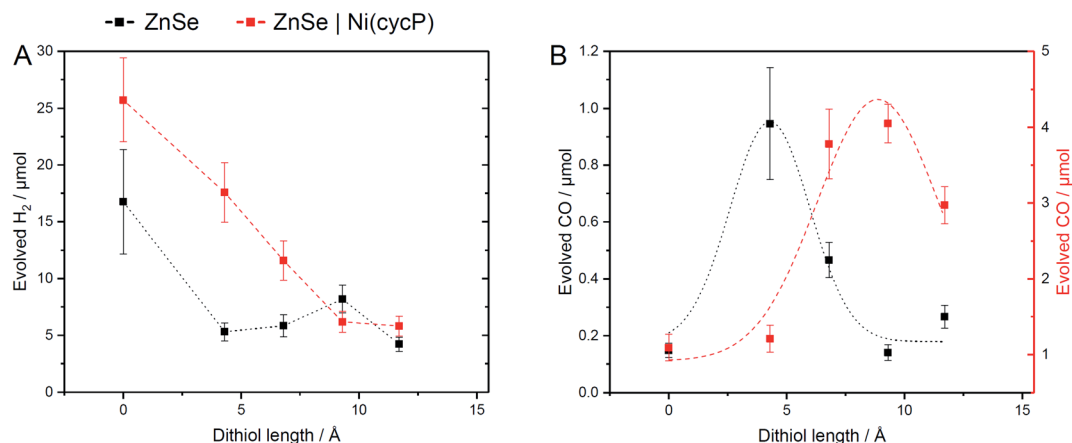 ZnSe ZnSe | Ni(cycP)
A
30
25
20
15
10
5
0
Evolved H₂ / μmol
0 5 10 15
Dithiol length / Å
B
1.2
1.0
0.8
0.6
0.4
0.2
0.0
Evolved CO / μmol
0 5 10 15
Dithiol length / Å
5
4
3
2
1
Evolved CO / μmol